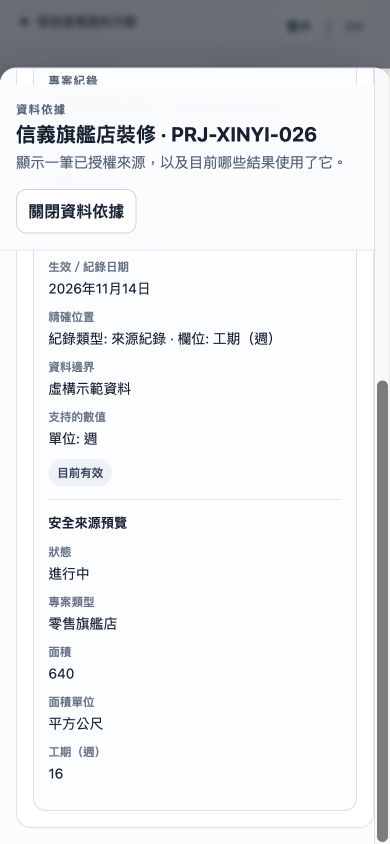 專案紀錄
資料依據
信義旗艦店裝修 · PRJ-XINYI-026
顯示一筆已授權來源，以及目前哪些結果使用了它。
關閉資料依據
生效 / 紀錄日期
2026年11月14日
精確位置
紀錄類型: 來源紀錄 · 欄位: 工期（週）
資料邊界
虛構示範資料
支持的數值
單位: 週
目前有效
安全來源預覽
狀態
進行中
專案類型
零售旗艦店
面積
640
面積單位
平方公尺
工期（週）
16